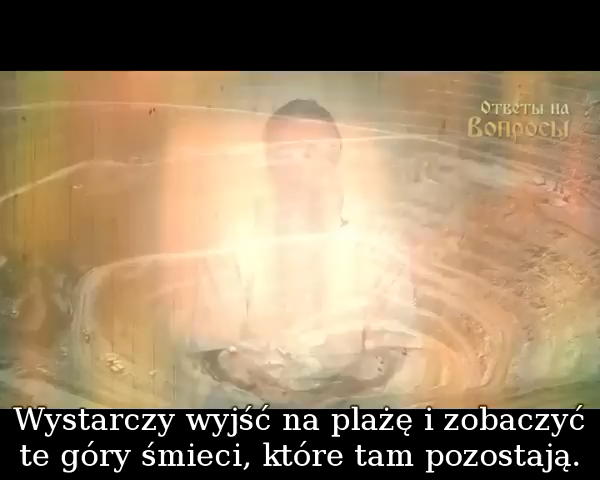 Ответы на
Вопросы
Wystarczy wyjść na plażę i zobaczyć
te góry śmieci, które tam pozostają.